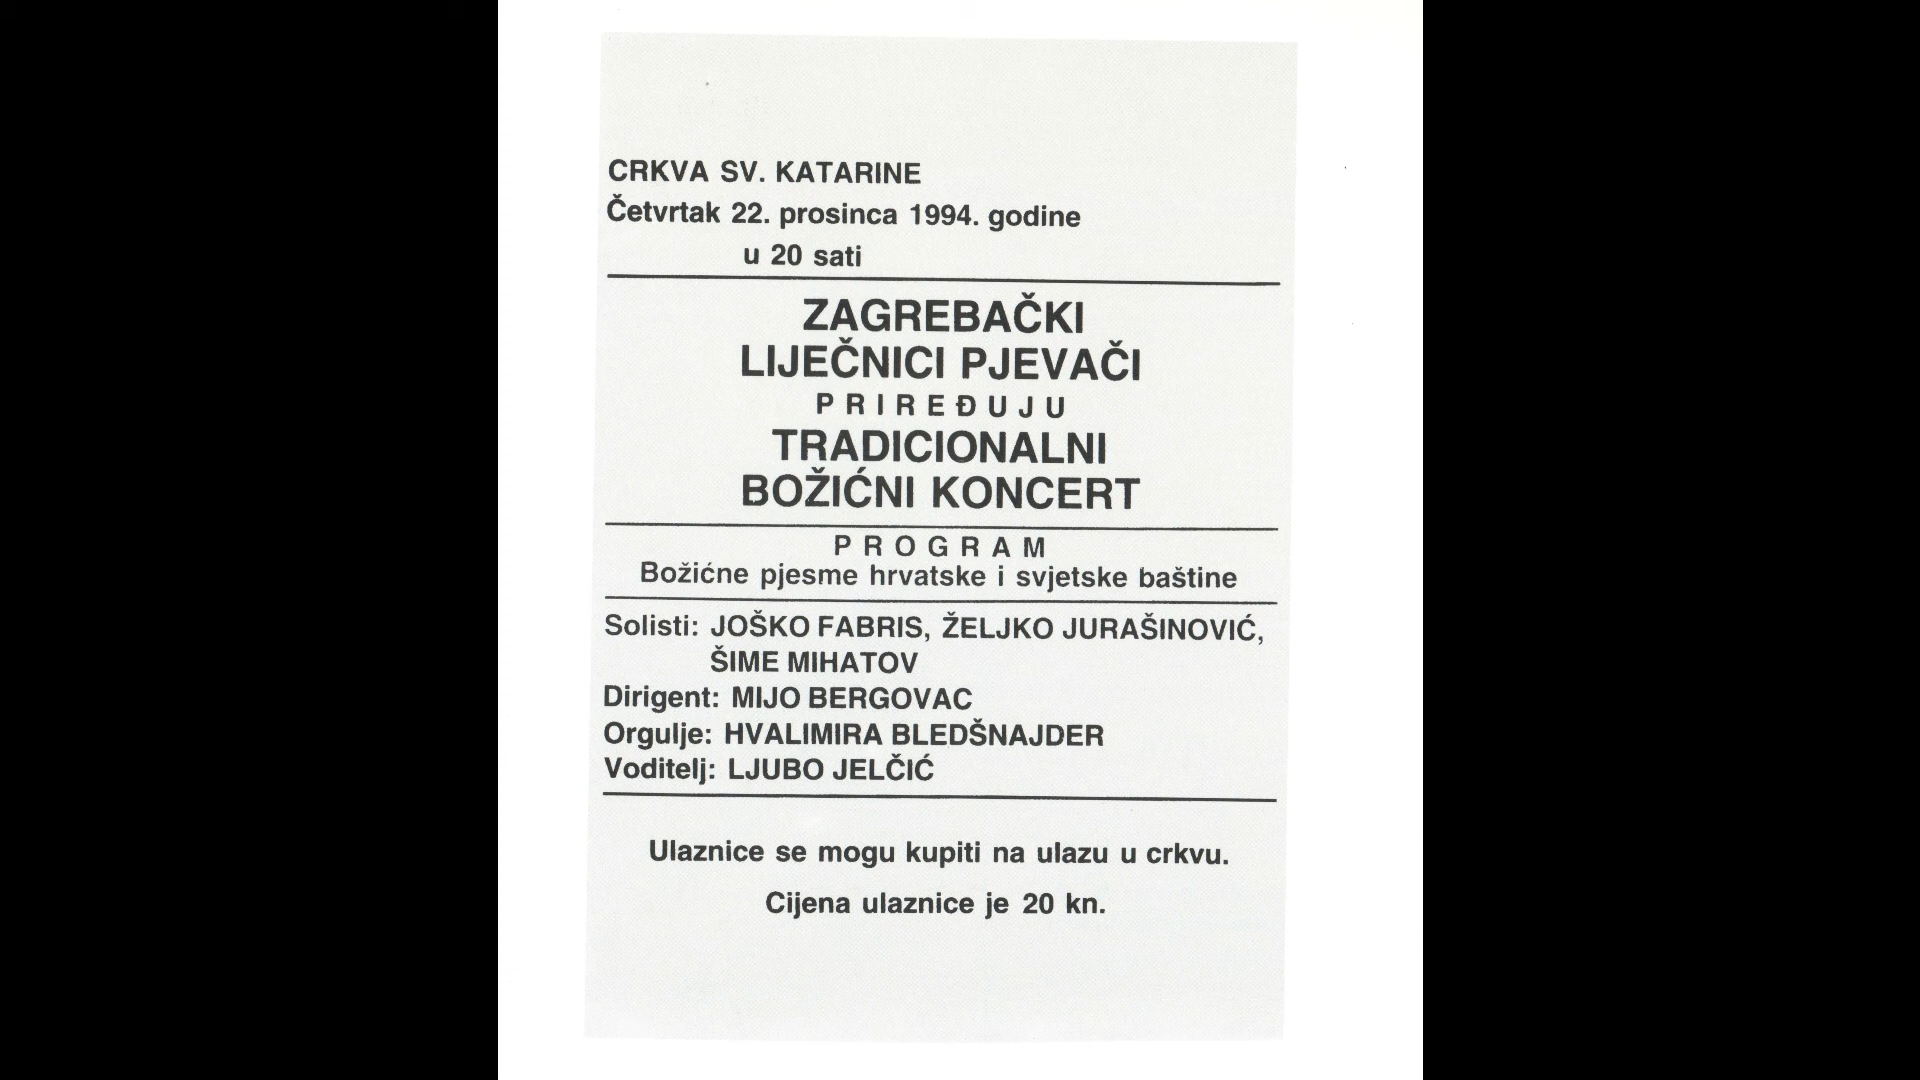 CRKVA SV. KATARINE
Četvrtak 22. prosinca 1994. godine
u 20 sati
ZAGREBAČKI
LIJEČNICI PJEVAČI
PRIREĐUJU
TRADICIONALNI
BOŽIĆNI KONCERT
PROGRAM
Božićne pjesme hrvatske i svjetske baštine
Solisti: JOŠKO FABRIS, ŽELJKO JURAŠINOVIĆ,
ŠIME MIHATOV
Dirigent: MIJO BERGOVAC
Orgulje: HVALIMIRA BLEDŠNAJDER
Voditelj: LJUBO JELČIĆ
Ulaznice se mogu kupiti na ulazu u crkvu.
Cijena ulaznice je 20 kn.